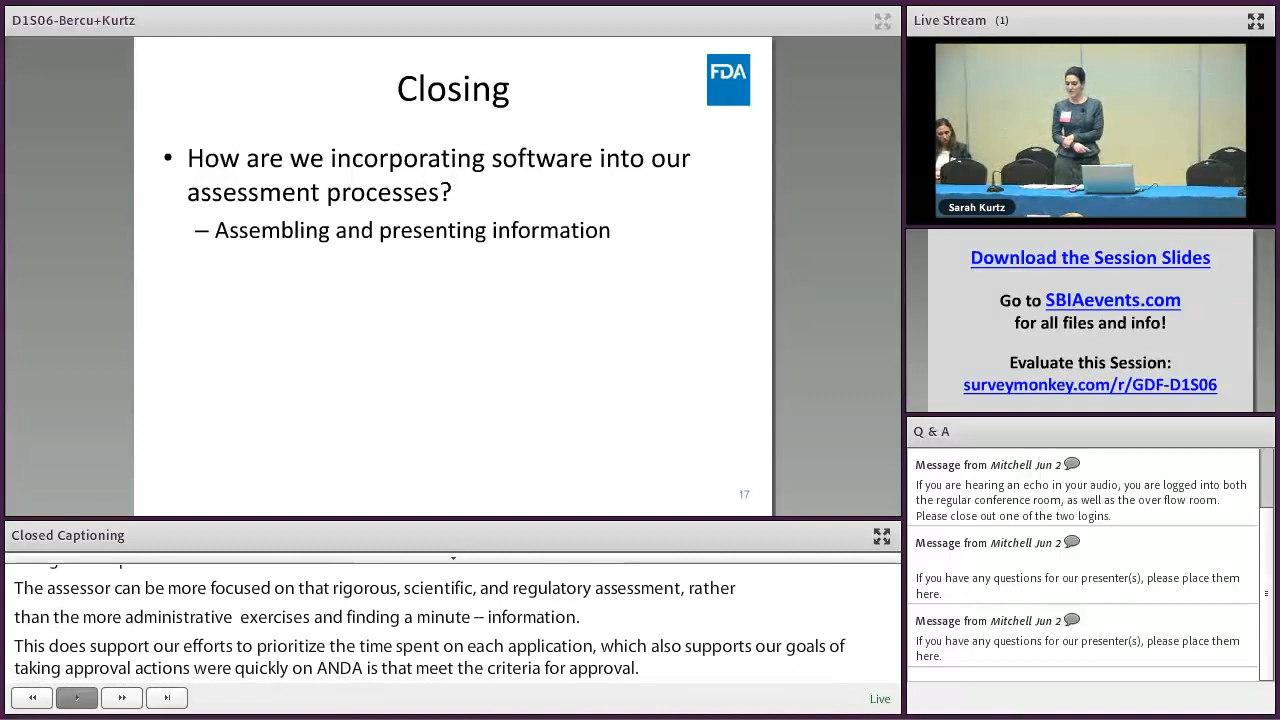 D1S06-Bercu+Kurtz
FDA
Closing
• How are we incorporating software into our
assessment processes?
– Assembling and presenting information
17
Closed Captioning
The assessor can be more focused on that rigorous, scientific, and regulatory assessment, rather
than the more administrative exercises and finding a minute -- information.
This does support our efforts to prioritize the time spent on each application, which also supports our goals of
taking approval actions were quickly on ANDA is that meet the criteria for approval.
Live
Live Stream (1)
Sarah Kurtz
Download the Session Slides
Go to SBIAevents.com
for all files and info!
Evaluate this Session:
surveymonkey.com/r/GDF-D1S06
Q & A
Message from Mitchell Jun 2
If you are hearing an echo in your audio, you are logged into both
the regular conference room, as well as the over flow room.
Please close out one of the two logins.
Message from Mitchell Jun 2
If you have any questions for our presenter(s), please place them
here.
Message from Mitchell Jun 2
If you have any questions for our presenter(s), please place them
here.